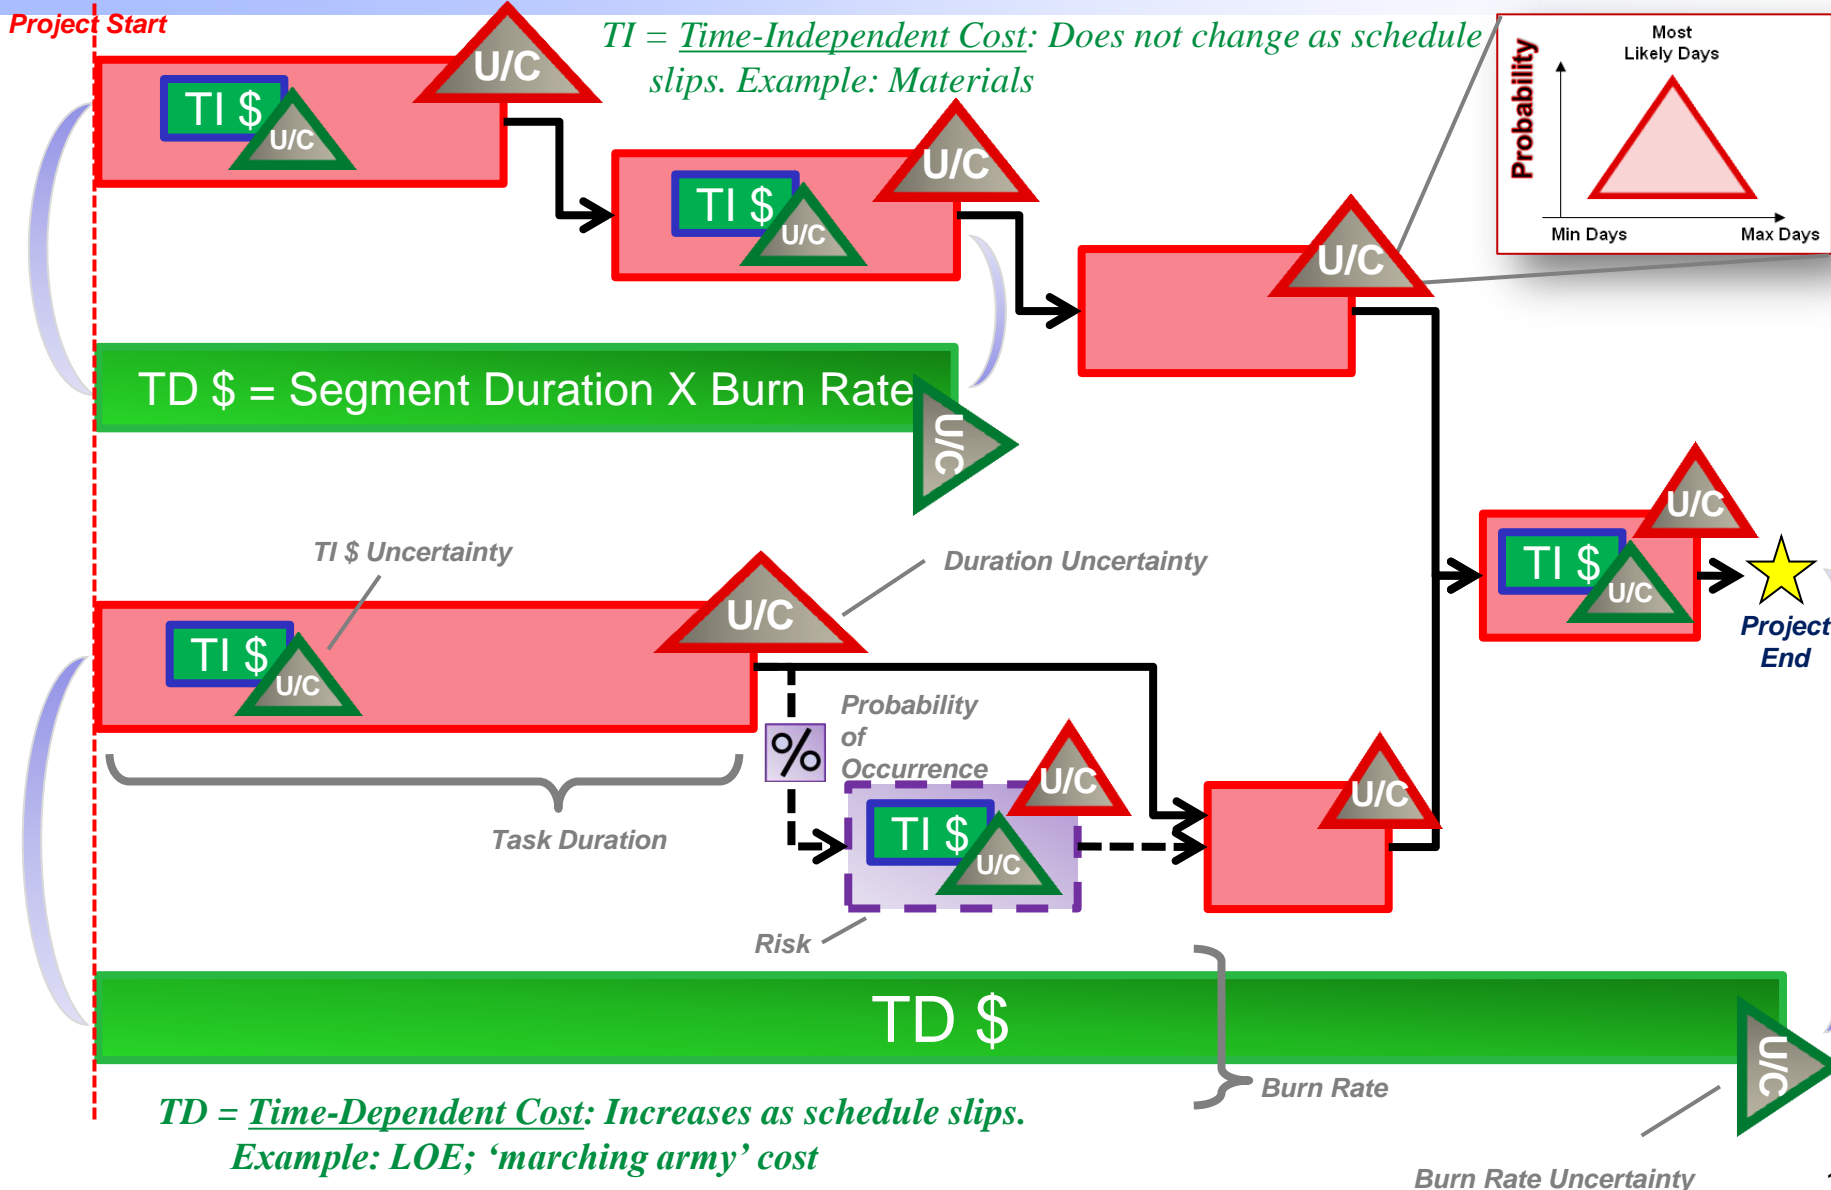 Project Start
TI = Time-Independent Cost: Does not change as schedule
slips. Example: Materials
Most
Likely Days
Probability
Min Days
Max Days
U/C
TI $
U/C
U/C
TI $
U/C
U/C
TD $ = Segment Duration X Burn Rate
U/C
TI $ Uncertainty
Duration Uncertainty
U/C
TI $
U/C
U/C
TI $
U/C
Project
End
Probability
of
Occurrence
%
U/C
TI $
U/C
U/C
Task Duration
Risk
TD $
U/C
Burn Rate
TD = Time-Dependent Cost: Increases as schedule slips.
Example: LOE; ‘marching army’ cost
Burn Rate Uncertainty